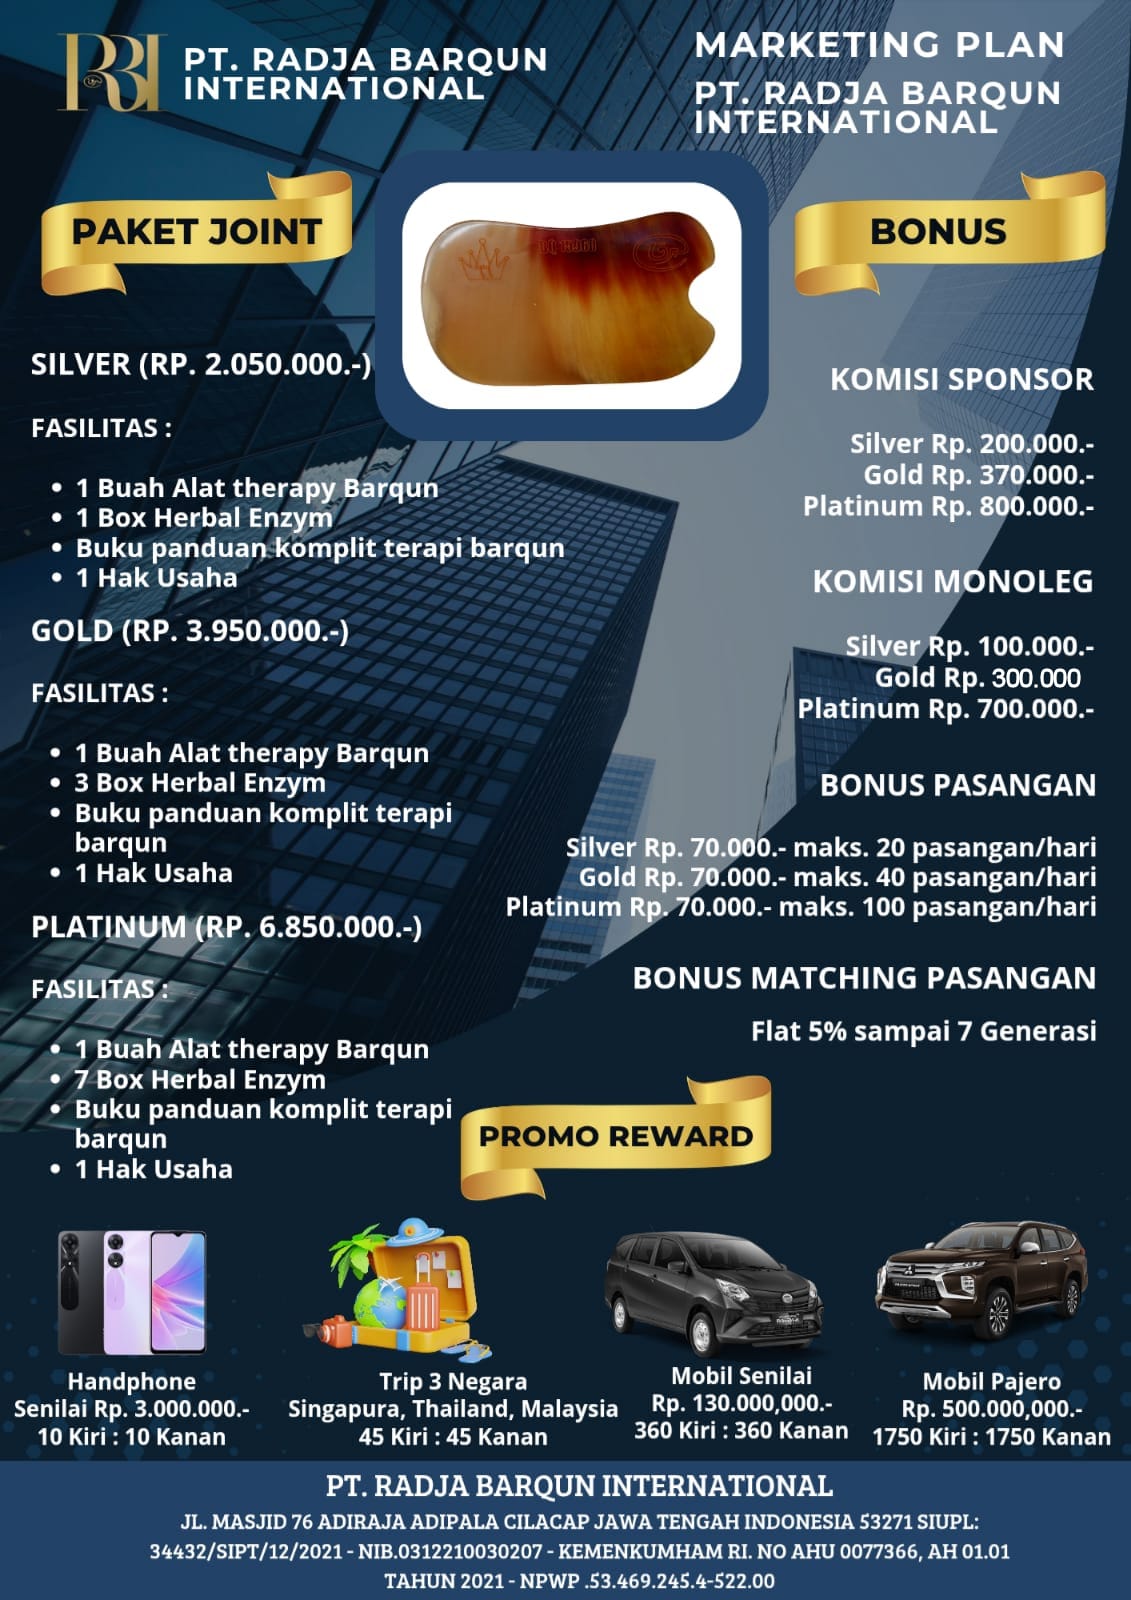 RBI
PT. RADJA BARQUN
INTERNATIONAL
MARKETING PLAN
PT. RADJA BARQUN
INTERNATIONAL
PAKET JOINT
SILVER (RP. 2.050.000.-)
FASILITAS :
• 1 Buah Alat therapy Barqun
• 1 Box Herbal Enzym
• Buku panduan komplit terapi barqun
• 1 Hak Usaha
GOLD (RP. 3.950.000.-)
FASILITAS :
• 1 Buah Alat therapy Barqun
• 3 Box Herbal Enzym
• Buku panduan komplit terapi
barqun
• 1 Hak Usaha
PLATINUM (RP. 6.850.000.-)
FASILITAS :
• 1 Buah Alat therapy Barqun
• 7 Box Herbal Enzym
• Buku panduan komplit terapi
barqun
• 1 Hak Usaha
BONUS
KOMISI SPONSOR
Silver Rp. 200.000.-
Gold Rp. 370.000.-
Platinum Rp. 800.000.-
KOMISI MONOLEG
Silver Rp. 100.000.-
Gold Rp. 300.000
Platinum Rp. 700.000.-
BONUS PASANGAN
Silver Rp. 70.000.- maks. 20 pasangan/hari
Gold Rp. 70.000.- maks. 40 pasangan/hari
Platinum Rp. 70.000.- maks. 100 pasangan/hari
BONUS MATCHING PASANGAN
Flat 5% sampai 7 Generasi
PROMO REWARD
Handphone
Senilai Rp. 3.000.000.-
10 Kiri : 10 Kanan
Trip 3 Negara
Singapura, Thailand, Malaysia
45 Kiri : 45 Kanan
Mobil Senilai
Rp. 130.000,000.-
360 Kiri : 360 Kanan
Mobil Pajero
Rp. 500.000,000.-
1750 Kiri : 1750 Kanan
PT. RADJA BARQUN INTERNATIONAL
JL. MASJID 76 ADIRAJA ADIPALA CILACAP JAWA TENGAH INDONESIA 53271 SIUPL:
34432/SIPT/12/2021 - NIB.0312210030207 - KEMENKUMHAM RI. NO AHU 0077366, AH 01.01
TAHUN 2021 - NPWP .53.469.245.4-522.00